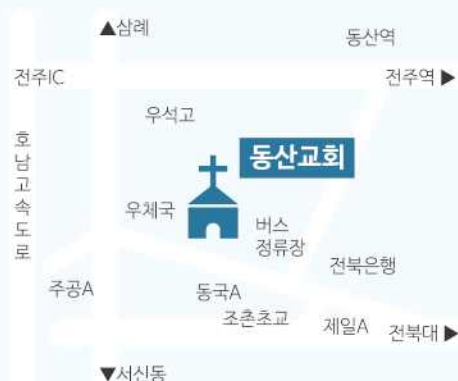 ▲삼례
동산역
전주IC
전주역 ▶
우석고
동산교회
호남고속도로
우체국
버스
정류장
전북은행
주공A
동국A
조촌초교
제일A
전북대 ▶
▼서신동